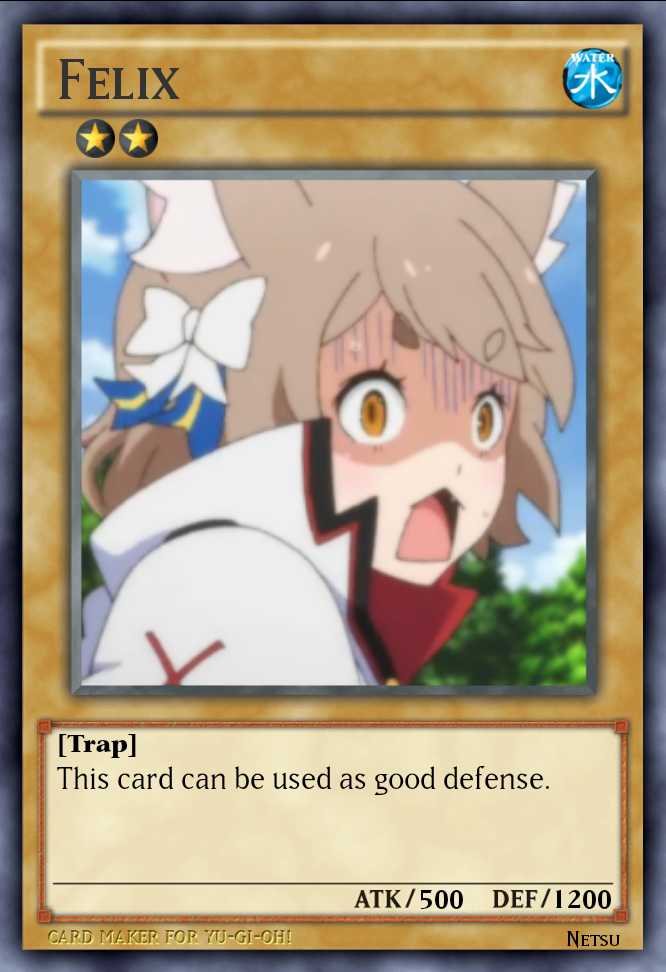 Felix
WATER
水
[Trap]
This card can be used as good defense.
ATK/500 DEF/1200
CARD MAKER FOR YU-GI-OH! Netsu